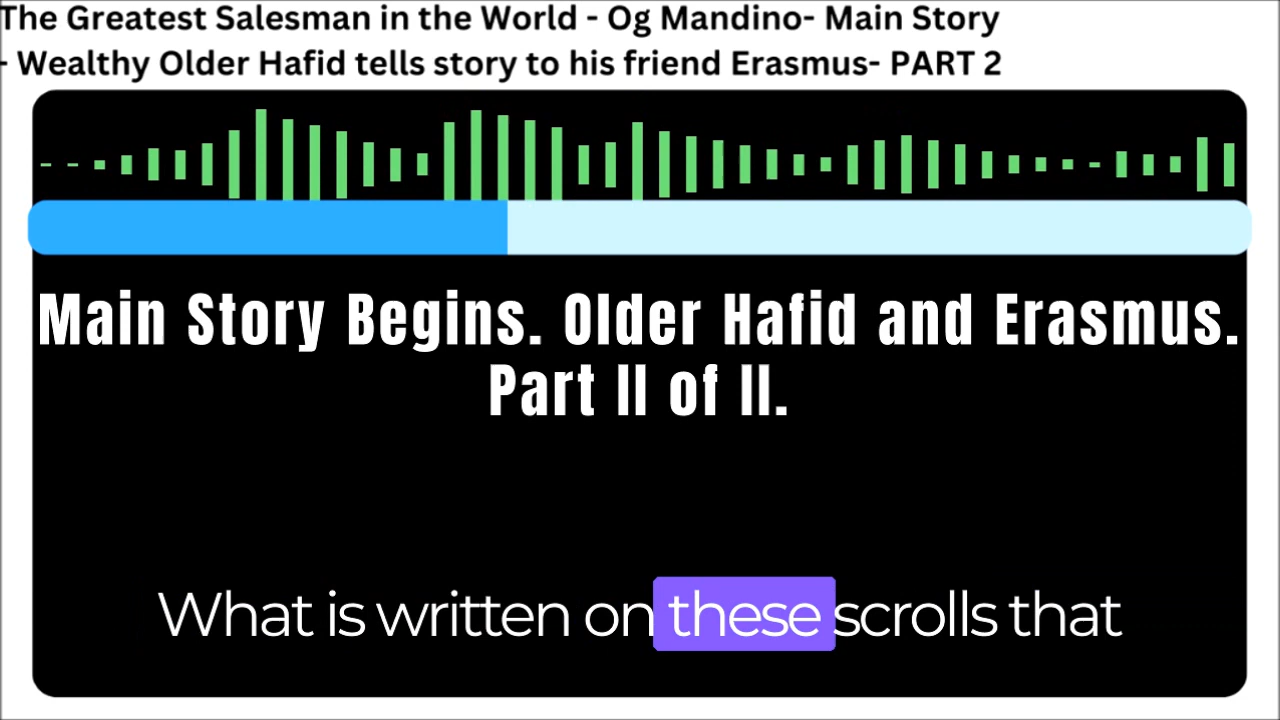 The Greatest Salesman in the World - Og Mandino- Main Story
- Wealthy Older Hafid tells story to his friend Erasmus- PART 2
Main Story Begins. Older Hafid and Erasmus.
Part II of II.
What is written on these scrolls that